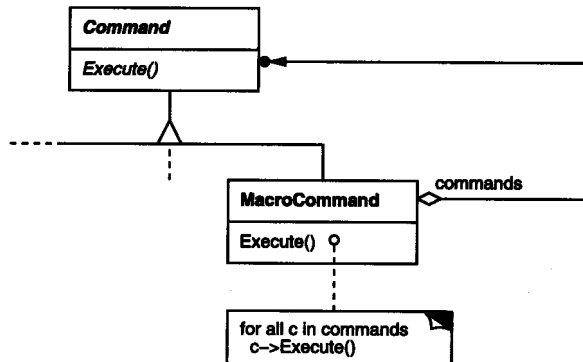 Command
Execute()
commands
MacroCommand
Execute()
for all c in commands
c->Execute()